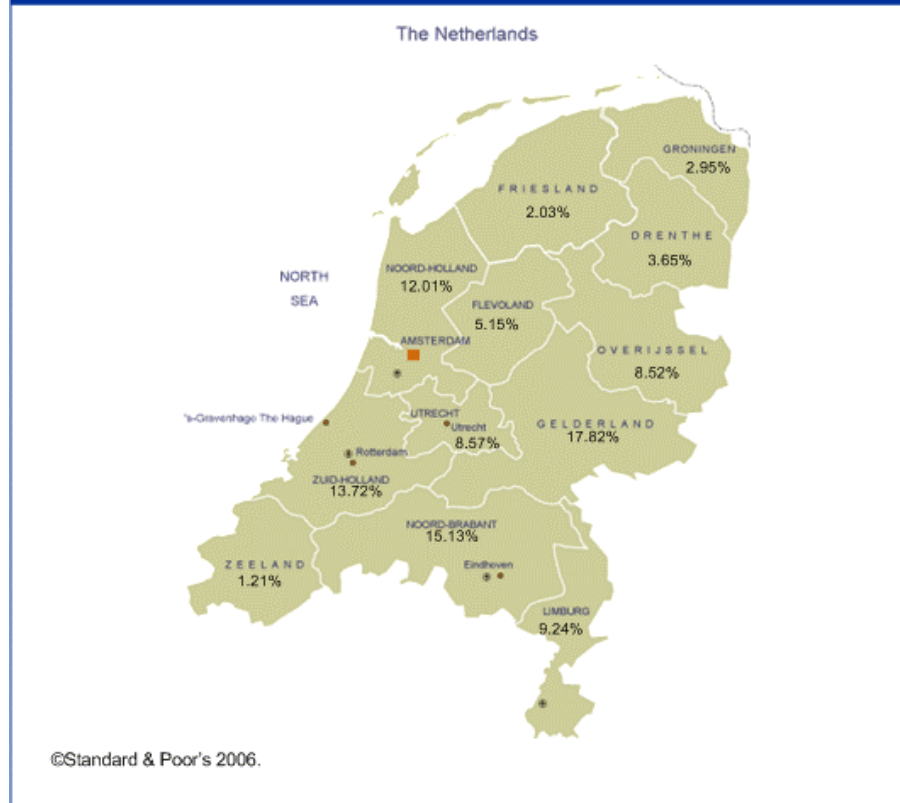 The Netherlands
GRONINGEN
2.95%
FRIESLAND
2.03%
DRENTHE
3.65%
NOORD-HOLLAND
12.01%
NORTH
SEA
FLEVOLAND
5.15%
AMSTERDAM
OVERIJSSEL
8.52%
's-Gravenhage The Hague
UTRECHT
Utrecht
8.57%
GELDERLAND
17.82%
Rotterdam
ZUID-HOLLAND
13.72%
NOORD-BRABANT
15.13%
ZEELAND
1.21%
Eindhoven
LIMBURG
9.24%
©Standard & Poor's 2006.